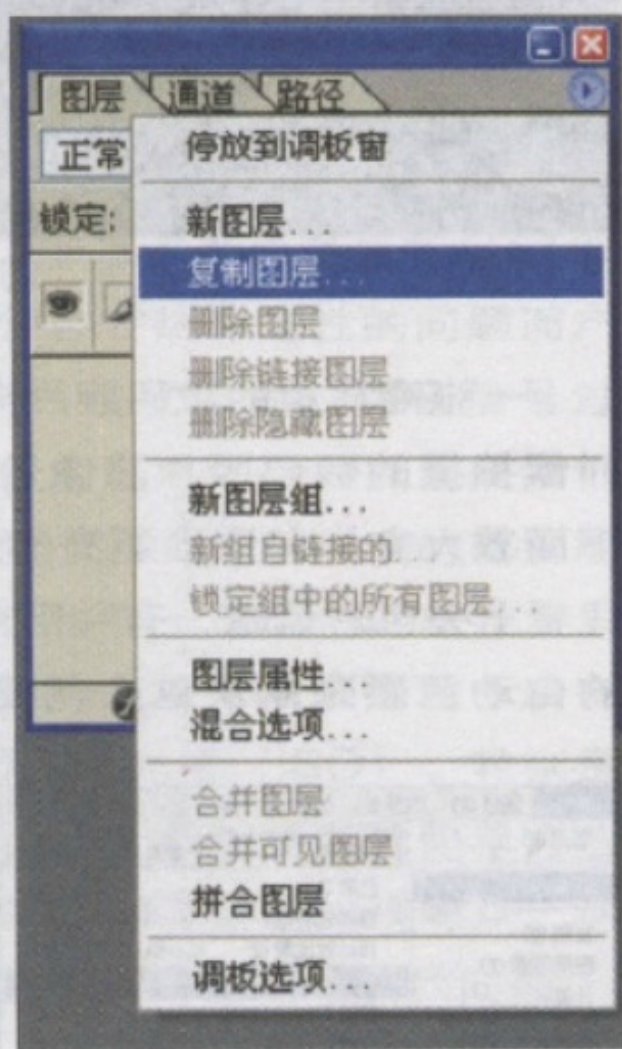 图层 通道 路径
正常
锁定:
停放到调板窗
新图层...
复制图层...
删除图层
删除链接图层
删除隐藏图层
新图层组...
新组自链接的...
锁定组中的所有图层...
图层属性...
混合选项...
合并图层
合并可见图层
拼合图层
调板选项...